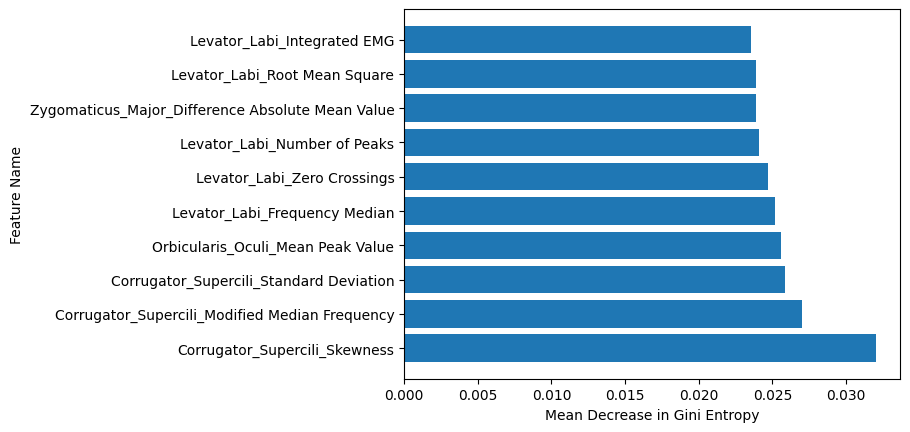 Levator_Labi_Integrated EMG
Levator_Labi_Root Mean Square
Zygomaticus_Major_Difference Absolute Mean Value
Levator_Labi_Number of Peaks
Levator_Labi_Zero Crossings
Levator_Labi_Frequency Median
Orbicularis_Oculi_Mean Peak Value
Corrugator_Supercili_Standard Deviation
Corrugator_Supercili_Modified Median Frequency
Corrugator_Supercili_Skewness
Feature Name
0.000 0.005 0.010 0.015 0.020 0.025 0.030
Mean Decrease in Gini Entropy